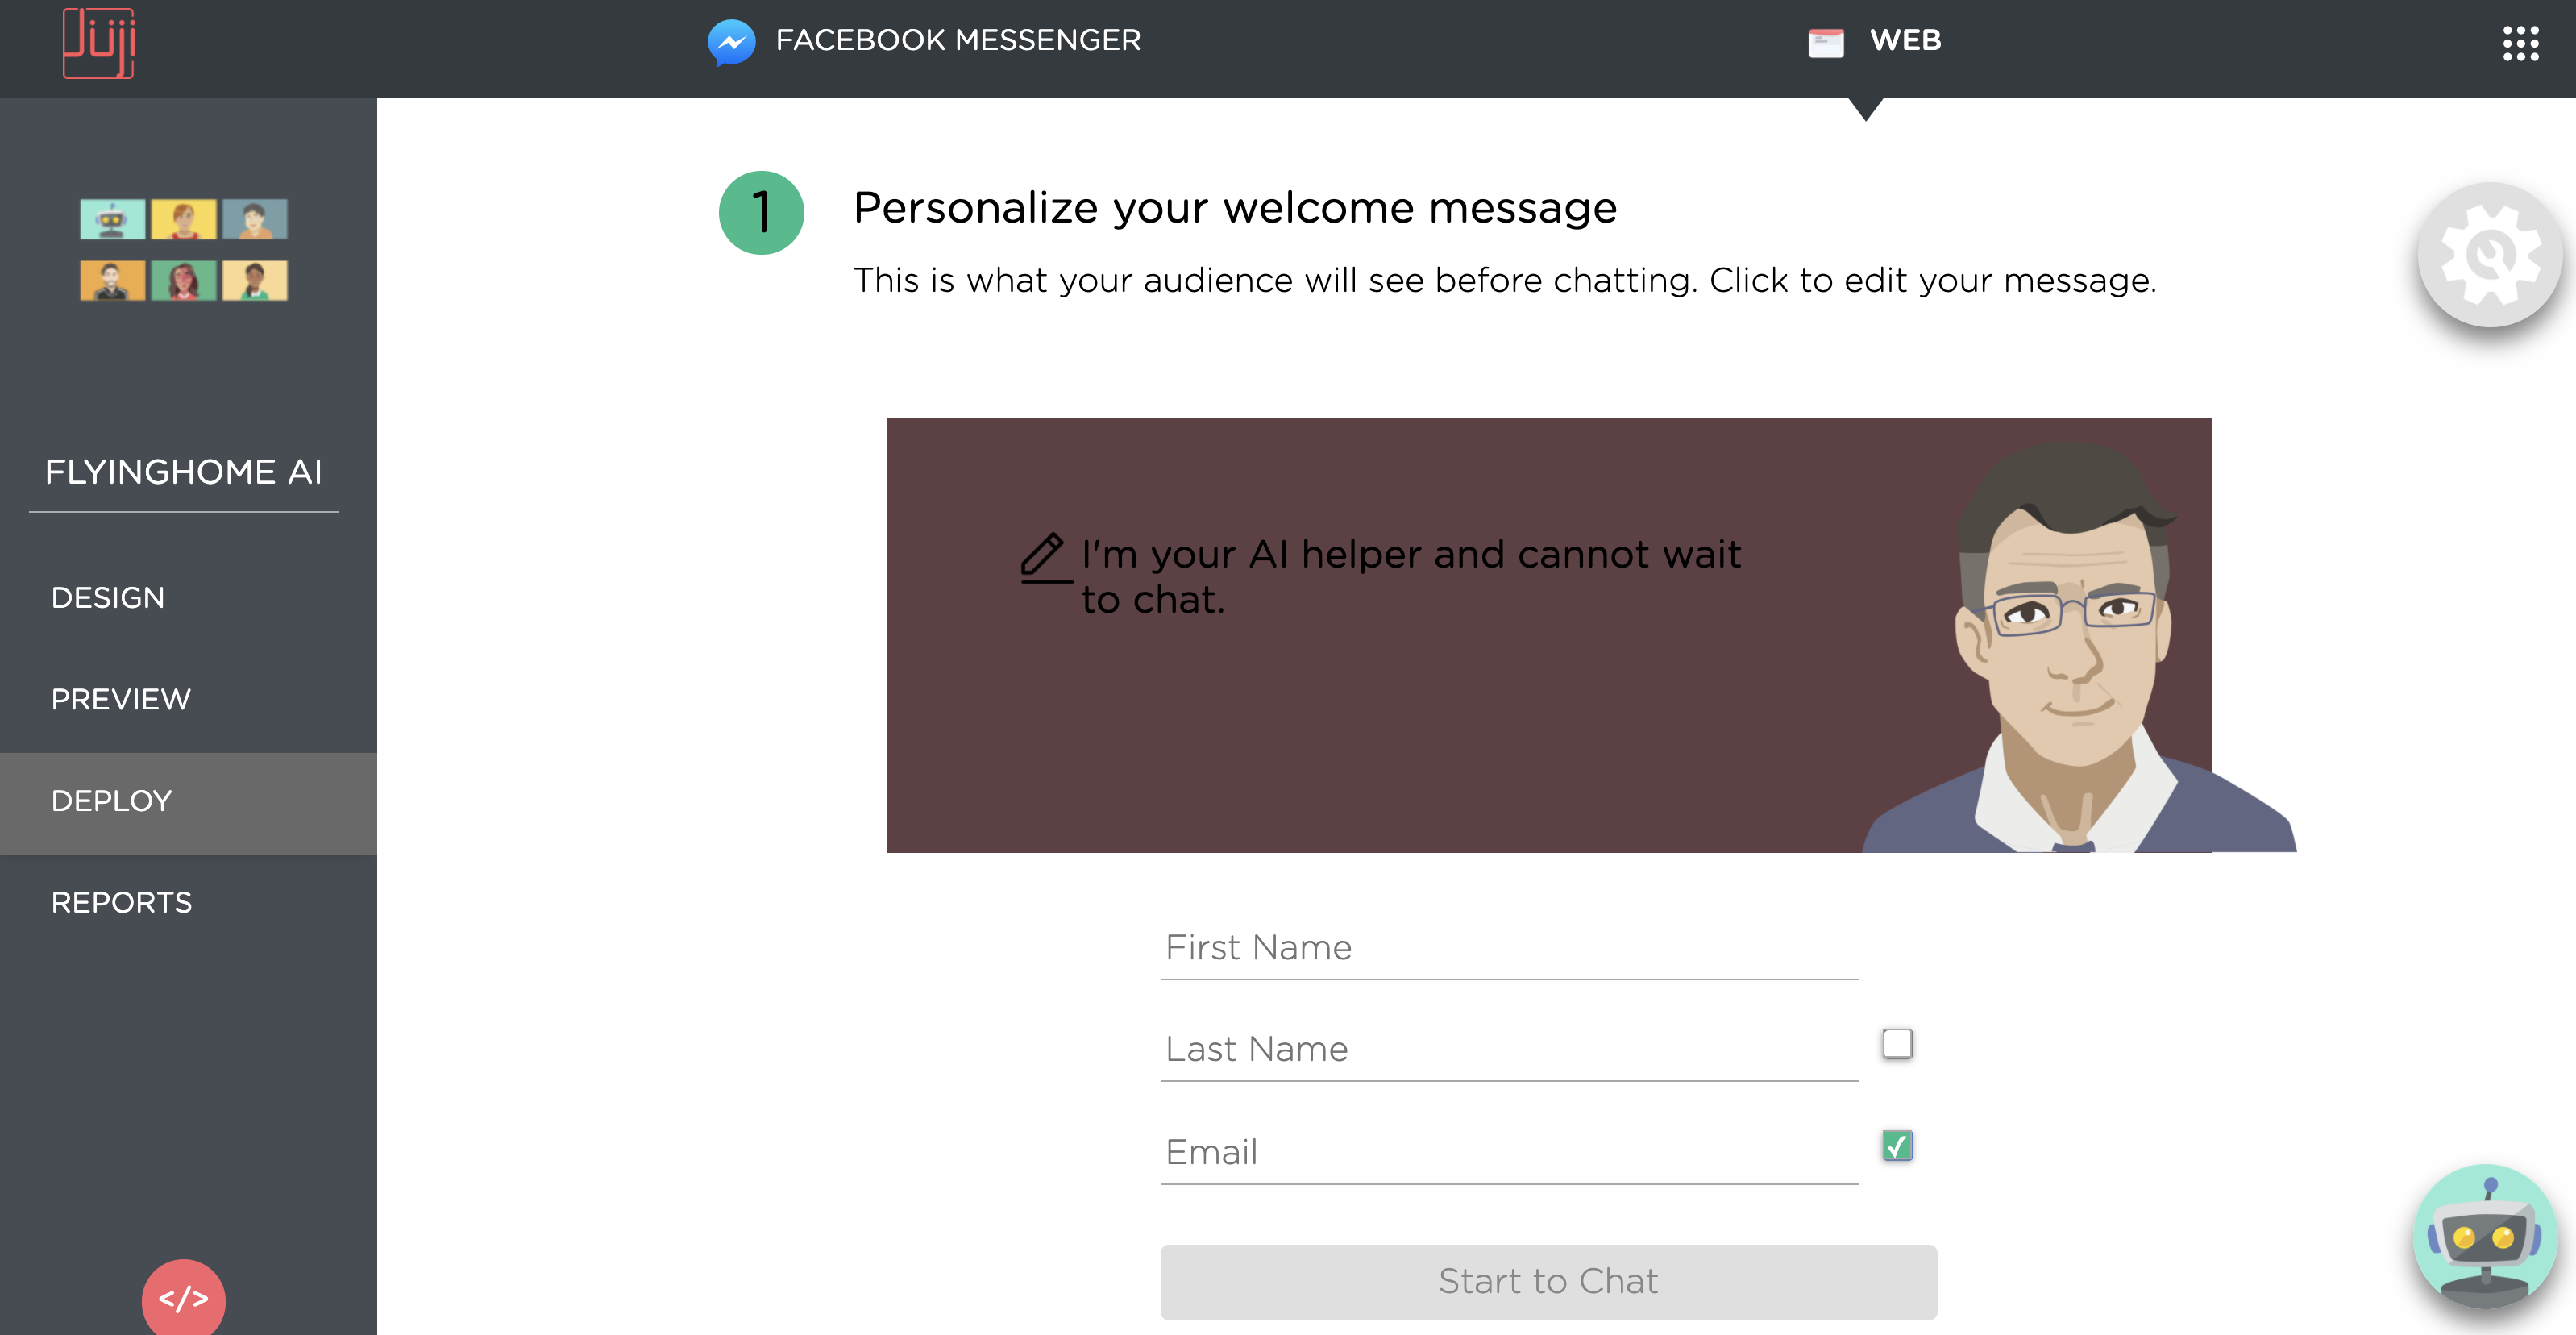 Juji
FACEBOOK MESSENGER
WEB
FLYINGHOME AI
DESIGN
PREVIEW
DEPLOY
REPORTS
</>
1
Personalize your welcome message
This is what your audience will see before chatting. Click to edit your message.
I'm your AI helper and cannot wait
to chat.
First Name
Last Name
Email
Start to Chat